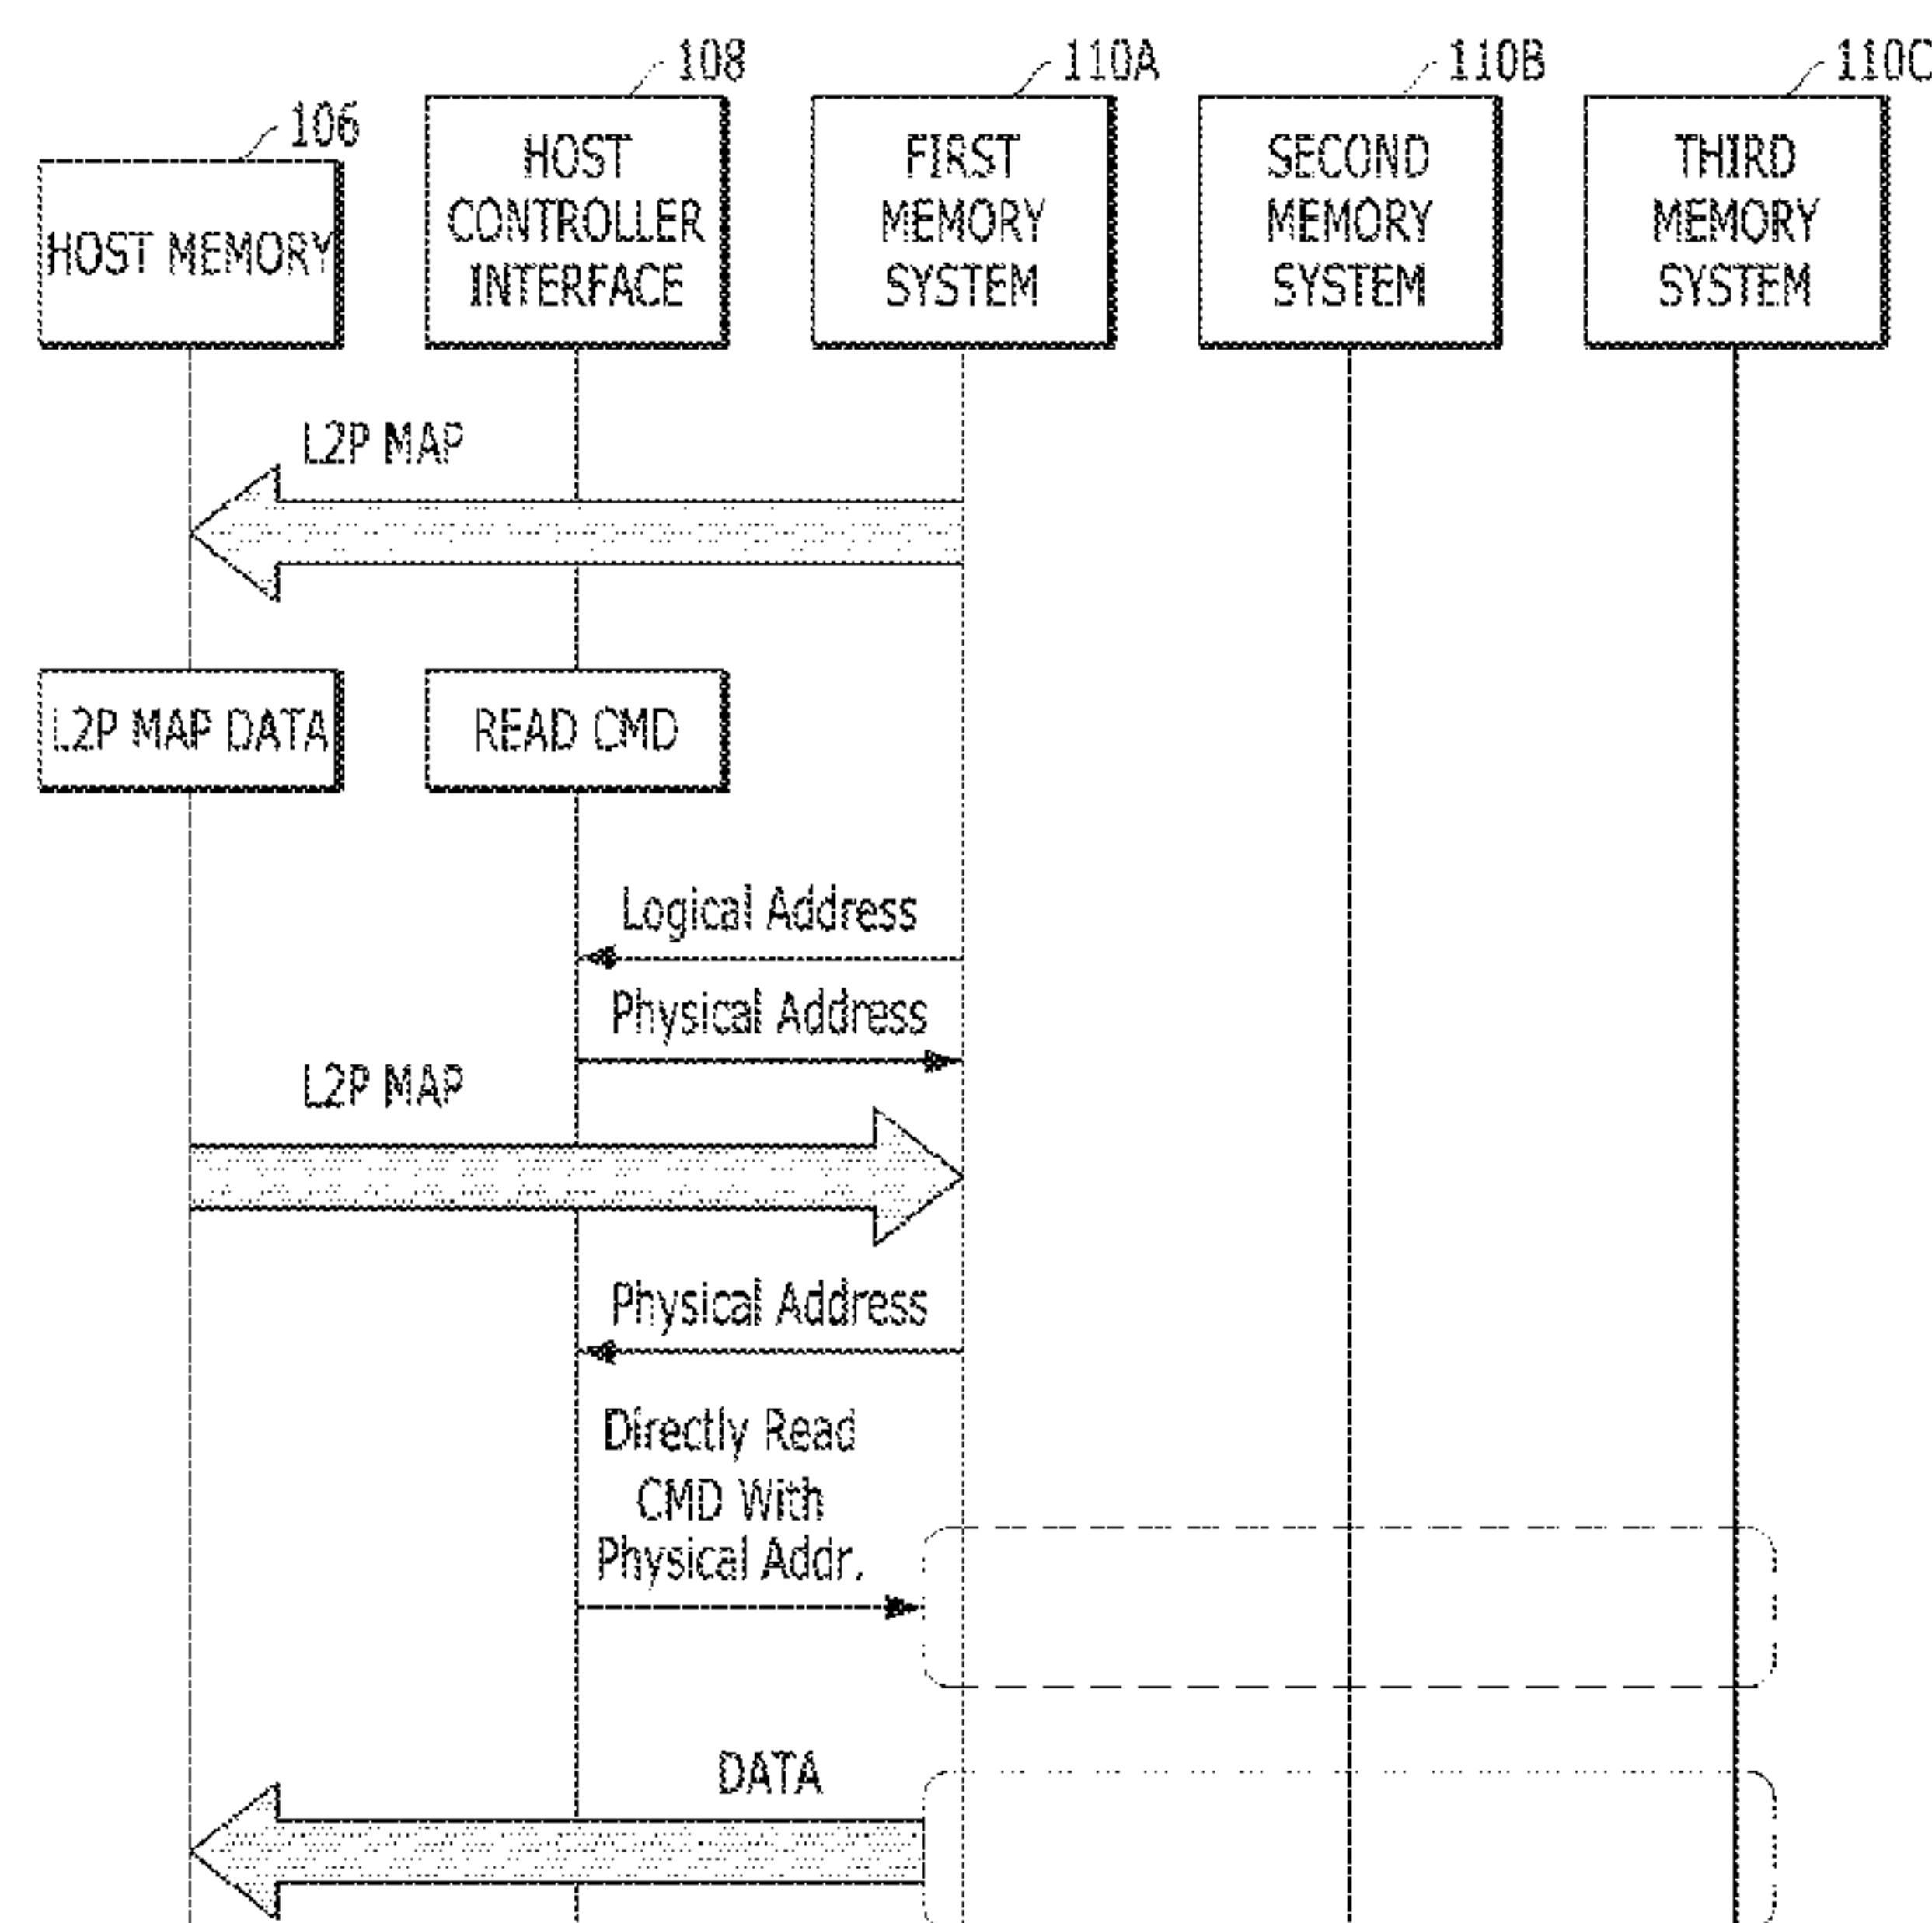 108
110A
110B
110C
106
HOST MEMORY
HOST
CONTROLLER
INTERFACE
FIRST
MEMORY
SYSTEM
SECOND
MEMORY
SYSTEM
THIRD
MEMORY
SYSTEM
L2P MAP
L2P MAP DATA
READ CMD
Logical Address
Physical Address
L2P MAP
Physical Address
Directly Read
CMD With
Physical Addr.
DATA